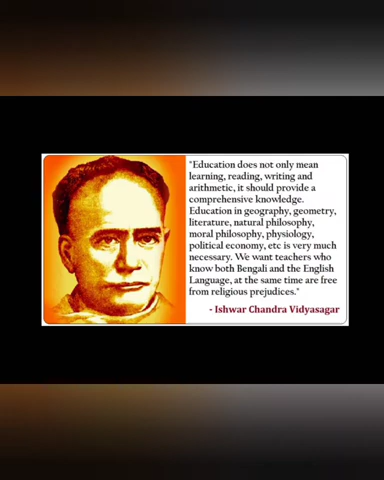 "Education does not only mean
learning, reading, writing and
arithmetic, it should provide a
comprehensive knowledge.
Education in geography, geometry,
literature, natural philosophy,
moral philosophy, physiology,
political economy, etc is very much
necessary. We want teachers who
know both Bengali and the English
Language, at the same time are free
from religious prejudices."
- Ishwar Chandra Vidyasagar